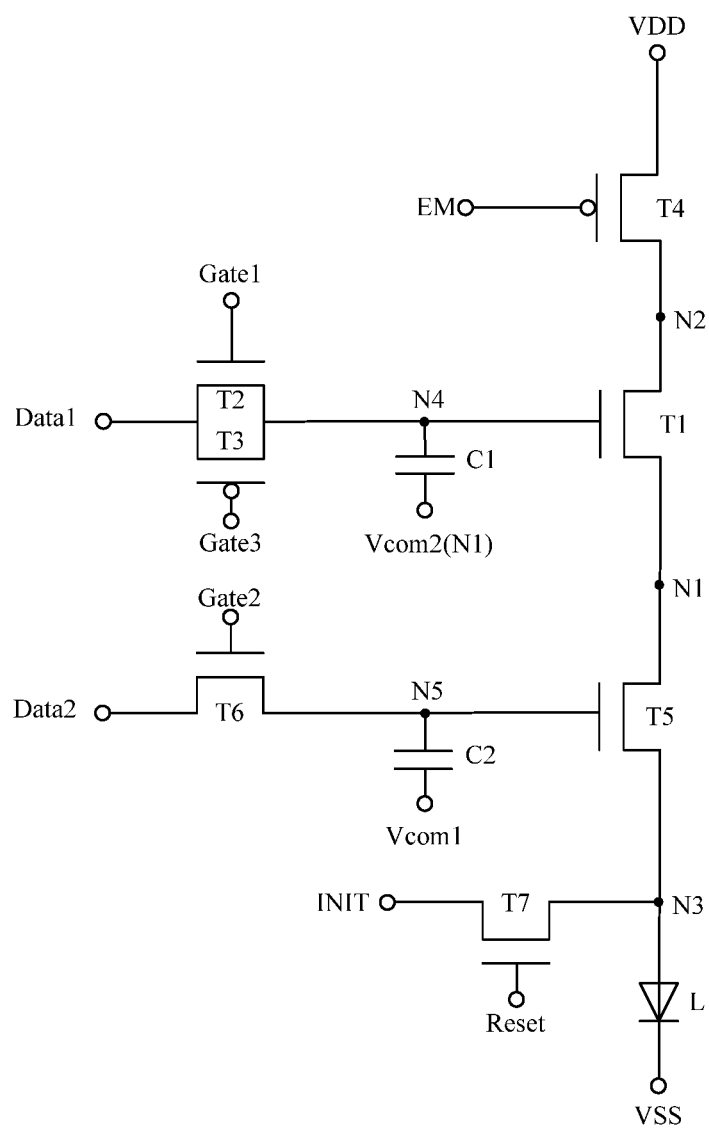 VDD
EM
T4
Gate1
N2
T2
N4
Data1
T3
T1
C1
Gate3
Vcom2(N1)
Gate2
N1
N5
Data2
T6
T5
C2
Vcom1
INIT
T7
N3
L
Reset
VSS